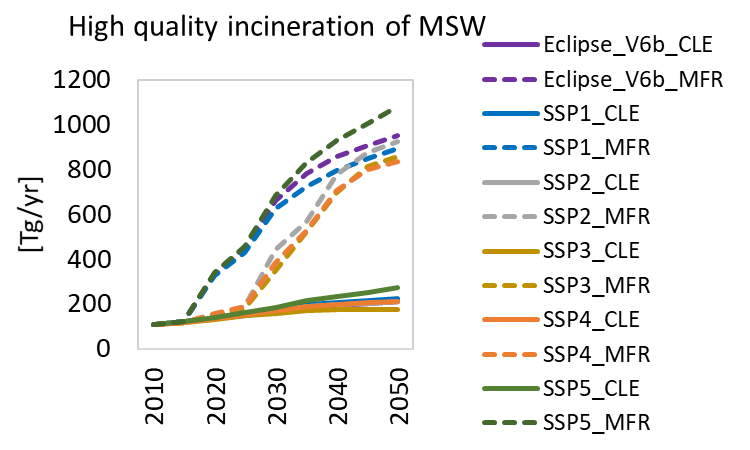 High quality incineration of MSW
[Tg/yr]
1200
1000
800
600
400
200
0
2010
2020
2030
2040
2050
Eclipse_V6b_CLE
Eclipse_V6b_MFR
SSP1_CLE
SSP1_MFR
SSP2_CLE
SSP2_MFR
SSP3_CLE
SSP3_MFR
SSP4_CLE
SSP4_MFR
SSP5_CLE
SSP5_MFR